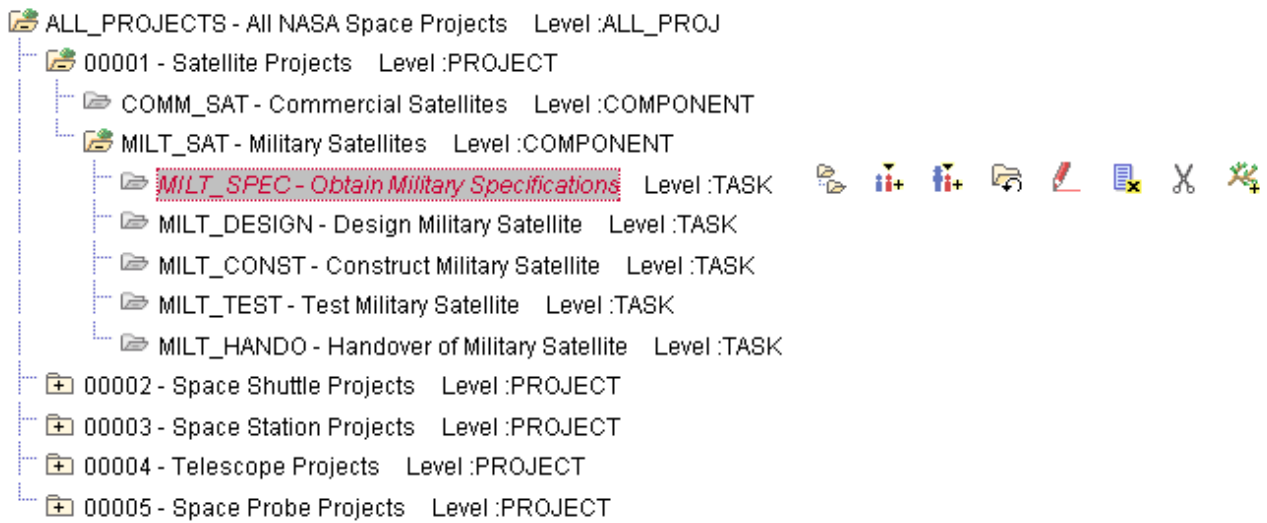 ALL_PROJECTS - All NASA Space Projects Level :ALL_PROJ
00001 - Satellite Projects Level :PROJECT
COMM_SAT - Commercial Satellites Level :COMPONENT
MILT_SAT - Military Satellites Level :COMPONENT
MILT_SPEC - Obtain Military Specifications Level :TASK
MILT_DESIGN - Design Military Satellite Level :TASK
MILT_CONST - Construct Military Satellite Level :TASK
MILT_TEST - Test Military Satellite Level :TASK
MILT_HANDO - Handover of Military Satellite Level :TASK
00002 - Space Shuttle Projects Level :PROJECT
00003 - Space Station Projects Level :PROJECT
00004 - Telescope Projects Level :PROJECT
00005 - Space Probe Projects Level :PROJECT